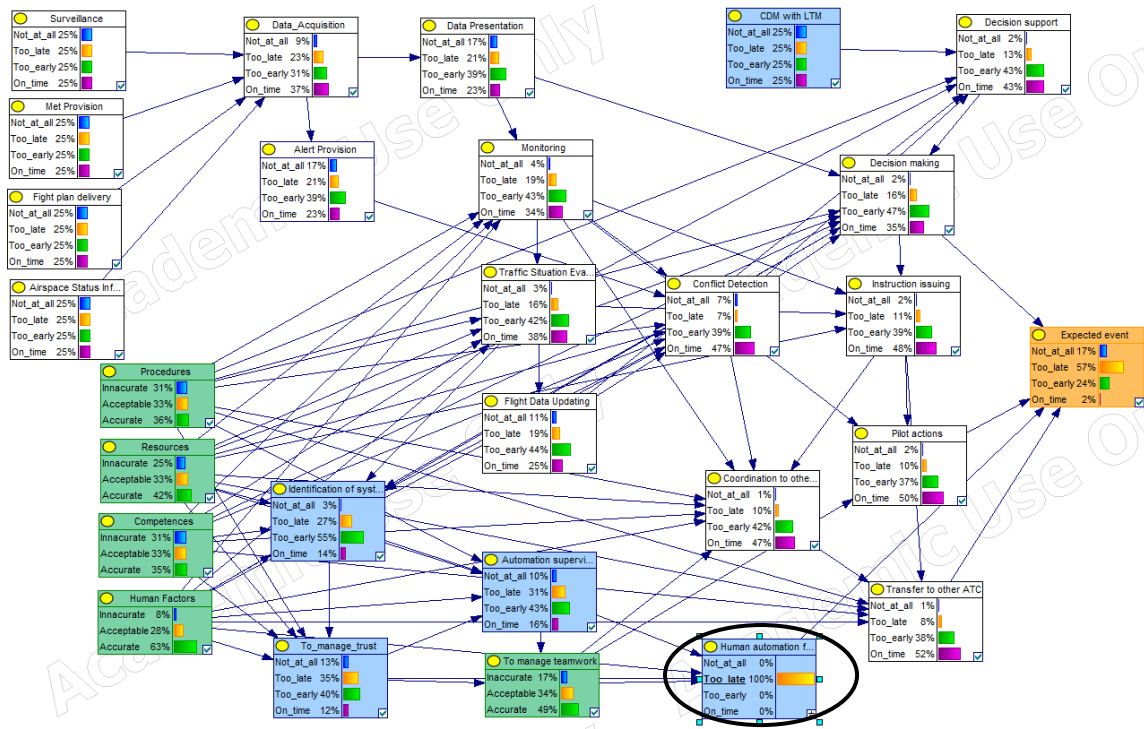 Surveillance
Not_at_all 25%
Too_late 25%
Too_early 25%
On_time 25%
Data_Acquisition
Not_at_all 9%
Too_late 23%
Too_early 31%
On_time 37%
Data Presentation
Not_at_all 17%
Too_late 21%
Too_early 39%
On_time 23%
CDM with LTM
Not_at_all 25%
Too_late 25%
Too_early 25%
On_time 25%
Decision support
Not_at_all 2%
Too_late 13%
Too_early 43%
On_time 43%
Met Provision
Not_at_all 25%
Too_late 25%
Too_early 25%
On_time 25%
Alert Provision
Not_at_all 17%
Too_late 21%
Too_early 39%
On_time 23%
Monitoring
Not_at_all 4%
Too_late 19%
Too_early 43%
On_time 34%
Decision making
Not_at_all 2%
Too_late 16%
Too_early 47%
On_time 35%
Fight plan delivery
Not_at_all 25%
Too_late 25%
Too_early 25%
On_time 25%
Airspace Status Inf...
Not_at_all 25%
Too_late 25%
Too_early 25%
On_time 25%
Traffic Situation Eva...
Not_at_all 3%
Too_late 16%
Too_early 42%
On_time 38%
Conflict Detection
Not_at_all 7%
Too_late 7%
Too_early 39%
On_time 47%
Instruction issuing
Not_at_all 2%
Too_late 11%
Too_early 39%
On_time 48%
Expected event
Not_at_all 17%
Too_late 57%
Too_early 24%
On_time 2%
Procedures
Innacurate 31%
Acceptable 33%
Accurate 36%
Flight Data Updating
Not_at_all 11%
Too_late 19%
Too_early 44%
On_time 25%
Pilot actions
Not_at_all 2%
Too_late 10%
Too_early 37%
On_time 50%
Resources
Innacurate 25%
Acceptable 33%
Accurate 42%
Identification of syst...
Not_at_all 3%
Too_late 27%
Too_early 55%
On_time 14%
Coordination to othe...
Not_at_all 1%
Too_late 10%
Too_early 42%
On_time 47%
Competences
Innacurate 31%
Acceptable 33%
Accurate 35%
Automation supervi...
Not_at_all 10%
Too_late 31%
Too_early 43%
On_time 16%
Transfer to other ATC
Not_at_all 1%
Too_late 8%
Too_early 38%
On_time 52%
Human Factors
Innacurate 8%
Acceptable 28%
Accurate 63%
To_manage_trust
Not_at_all 13%
Too_late 35%
Too_early 40%
On_time 12%
To manage teamwork
Inaccurate 17%
Acceptable 34%
Accurate 49%
Human automation f...
Not_at_all 0%
Too_late 100%
Too_early 0%
On_time 0%